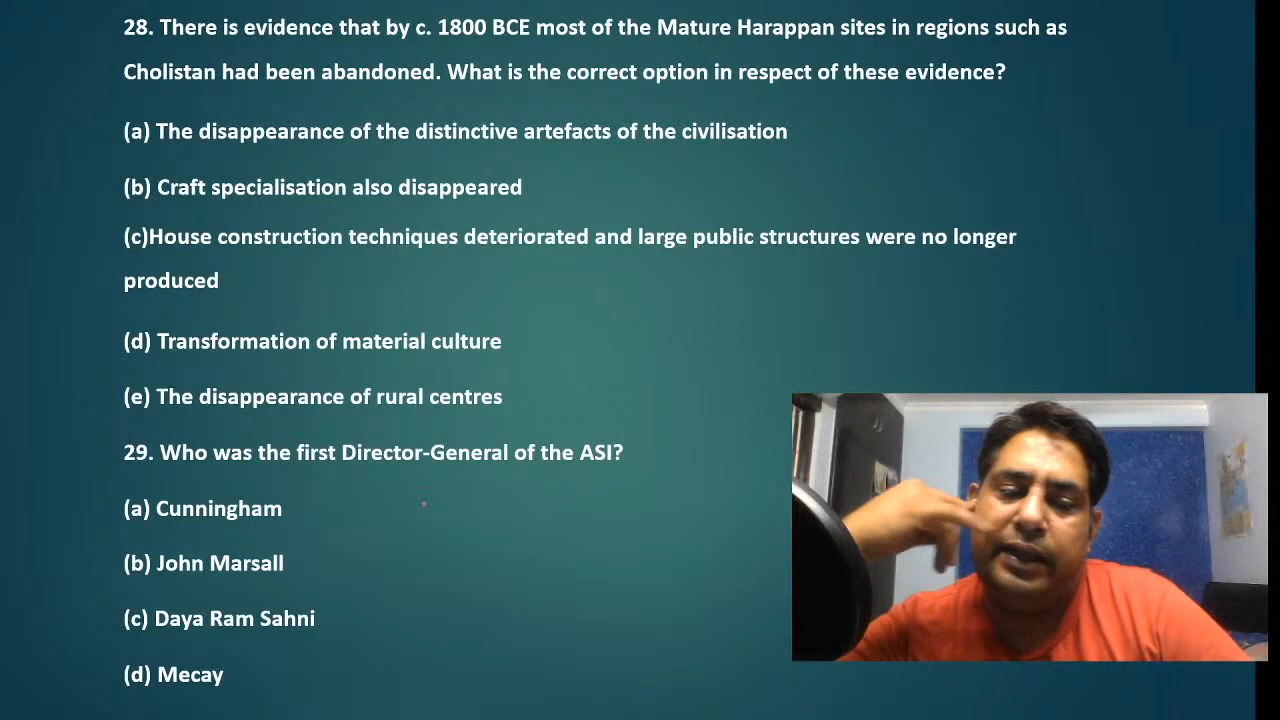 28. There is evidence that by c. 1800 BCE most of the Mature Harappan sites in regions such as
Cholistan had been abandoned. What is the correct option in respect of these evidence?
(a) The disappearance of the distinctive artefacts of the civilisation
(b) Craft specialisation also disappeared
(c)House construction techniques deteriorated and large public structures were no longer
produced
(d) Transformation of material culture
(e) The disappearance of rural centres
29. Who was the first Director-General of the ASI?
(a) Cunningham
(b) John Marsall
(c) Daya Ram Sahni
(d) Mecay